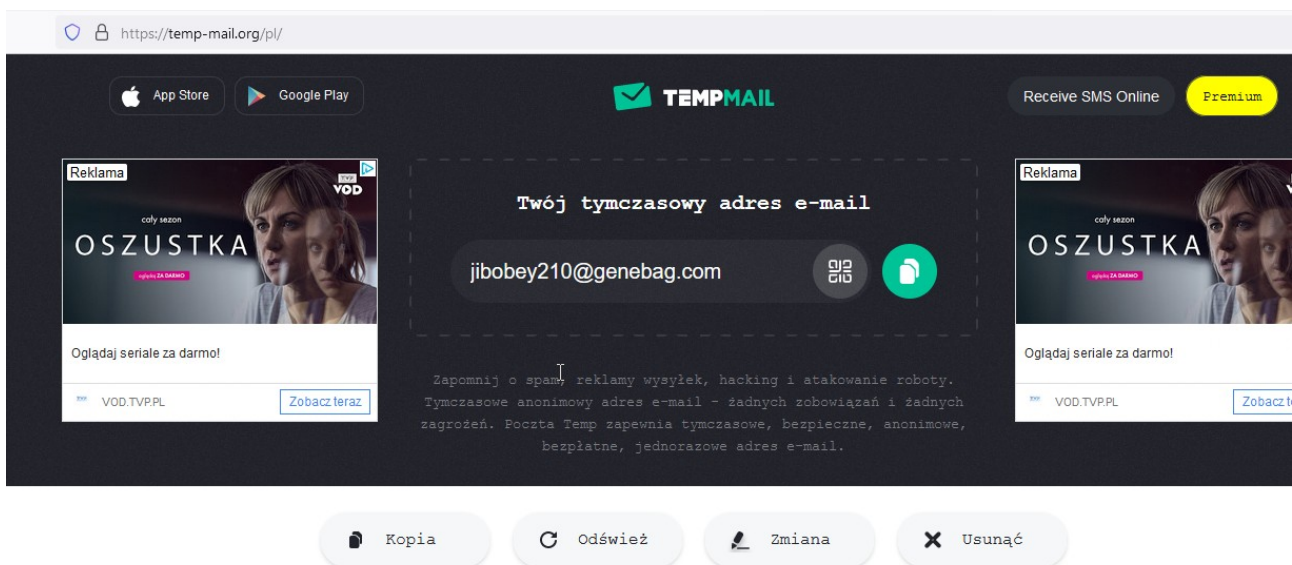 https://temp-mail.org/pl/
App Store
Google Play
TEMPMAIL
Receive SMS Online
Premium
Reklama
VOD
cały sezon
OSZUSTKA
oglądaj ZA DARMO
Oglądaj seriale za darmo!
VOD.TVP.PL
Zobacz teraz
Twój tymczasowy adres e-mail
jibobey210@genebag.com
Zapomnij o spam, reklamy wysyłek, hacking i atakowanie roboty.
Tymczasowe anonimowy adres e-mail - żadnych zobowiązań i żadnych
zagrożeń. Poczta Temp zapewnia tymczasowe, bezpieczne, anonimowe,
bezpłatne, jednorazowe adres e-mail.
Reklama
cały sezon
OSZUSTKA
oglądaj ZA DARMO
Oglądaj seriale za darmo!
VOD.TVP.PL
Zobacz t
Kopia
Odśwież
Zmiana
Usunąć